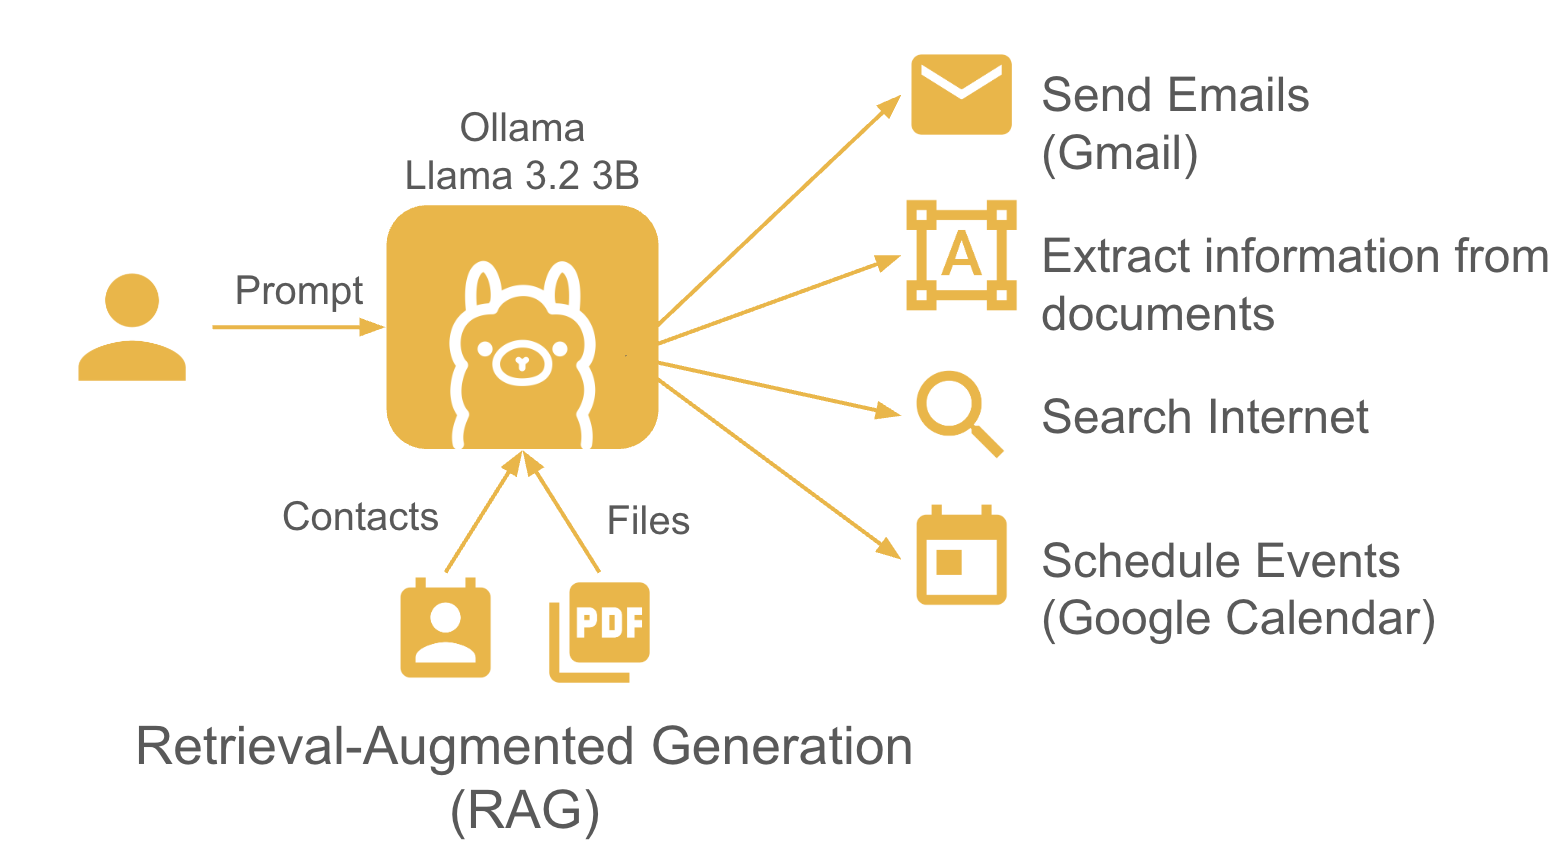 Ollama
Llama 3.2 3B
Prompt
Contacts
Files
PDF
Retrieval-Augmented Generation
(RAG)
Send Emails
(Gmail)
A
Extract information from
documents
Search Internet
Schedule Events
(Google Calendar)